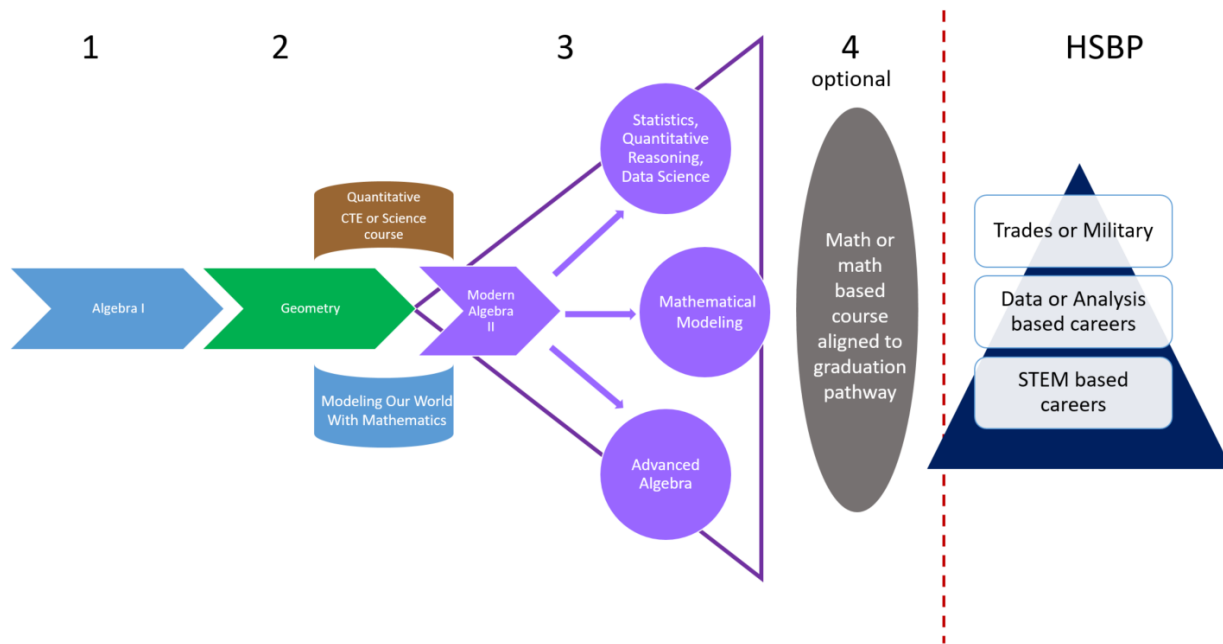 1
2
3
4
optional
HSBP
Algebra I
Geometry
Quantitative
CTE or Science
course
Modeling Our World
With Mathematics
Modern
Algebra
II
Statistics,
Quantitative
Reasoning,
Data Science
Mathematical
Modeling
Advanced
Algebra
Math or
math
based
course
aligned to
graduation
pathway
Trades or Military
Data or Analysis
based careers
STEM based
careers